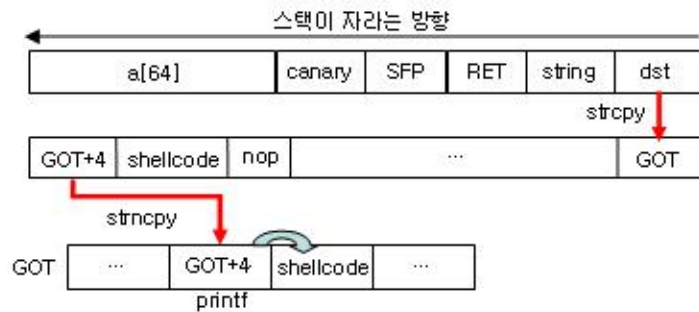 스택이 자라는 방향
a[64] canary SFP RET string dst
strcpy
GOT+4 shellcode nop ... GOT
strncpy
GOT ... GOT+4 shellcode ...
printf